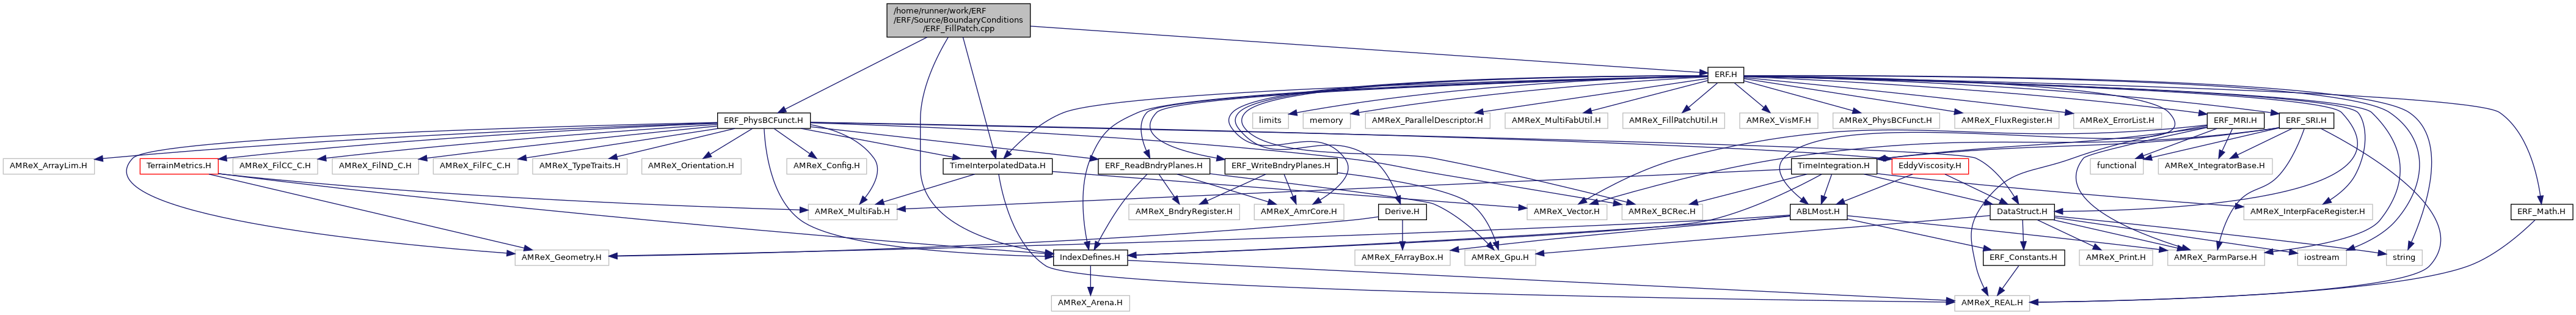 /home/runner/work/ERF
/ERF/Source/BoundaryConditions
/ERF_FillPatch.cpp
ERF.H
ERF_PhysBCFunct.H
limits
memory
AMReX_ParallelDescriptor.H
AMReX_MultiFabUtil.H
AMReX_FillPatchUtil.H
AMReX_VisMF.H
AMReX_PhysBCFunct.H
AMReX_FluxRegister.H
AMReX_ErrorList.H
ERF_MRI.H
ERF_SRI.H
AMReX_ArrayLim.H
TerrainMetrics.H
AMReX_FilCC_C.H
AMReX_FilND_C.H
AMReX_FilFC_C.H
AMReX_TypeTraits.H
AMReX_Orientation.H
AMReX_Config.H
TimeInterpolatedData.H
ERF_ReadBndryPlanes.H
ERF_WriteBndryPlanes.H
TimeIntegration.H
EddyViscosity.H
functional
AMReX_IntegratorBase.H
AMReX_MultiFab.H
AMReX_BndryRegister.H
AMReX_AmrCore.H
Derive.H
AMReX_Vector.H
AMReX_BCRec.H
ABLMost.H
DataStruct.H
AMReX_InterpFaceRegister.H
ERF_Math.H
AMReX_Geometry.H
IndexDefines.H
AMReX_FArrayBox.H
AMReX_Gpu.H
ERF_Constants.H
AMReX_Print.H
AMReX_ParmParse.H
iostream
string
AMReX_Arena.H
AMReX_REAL.H